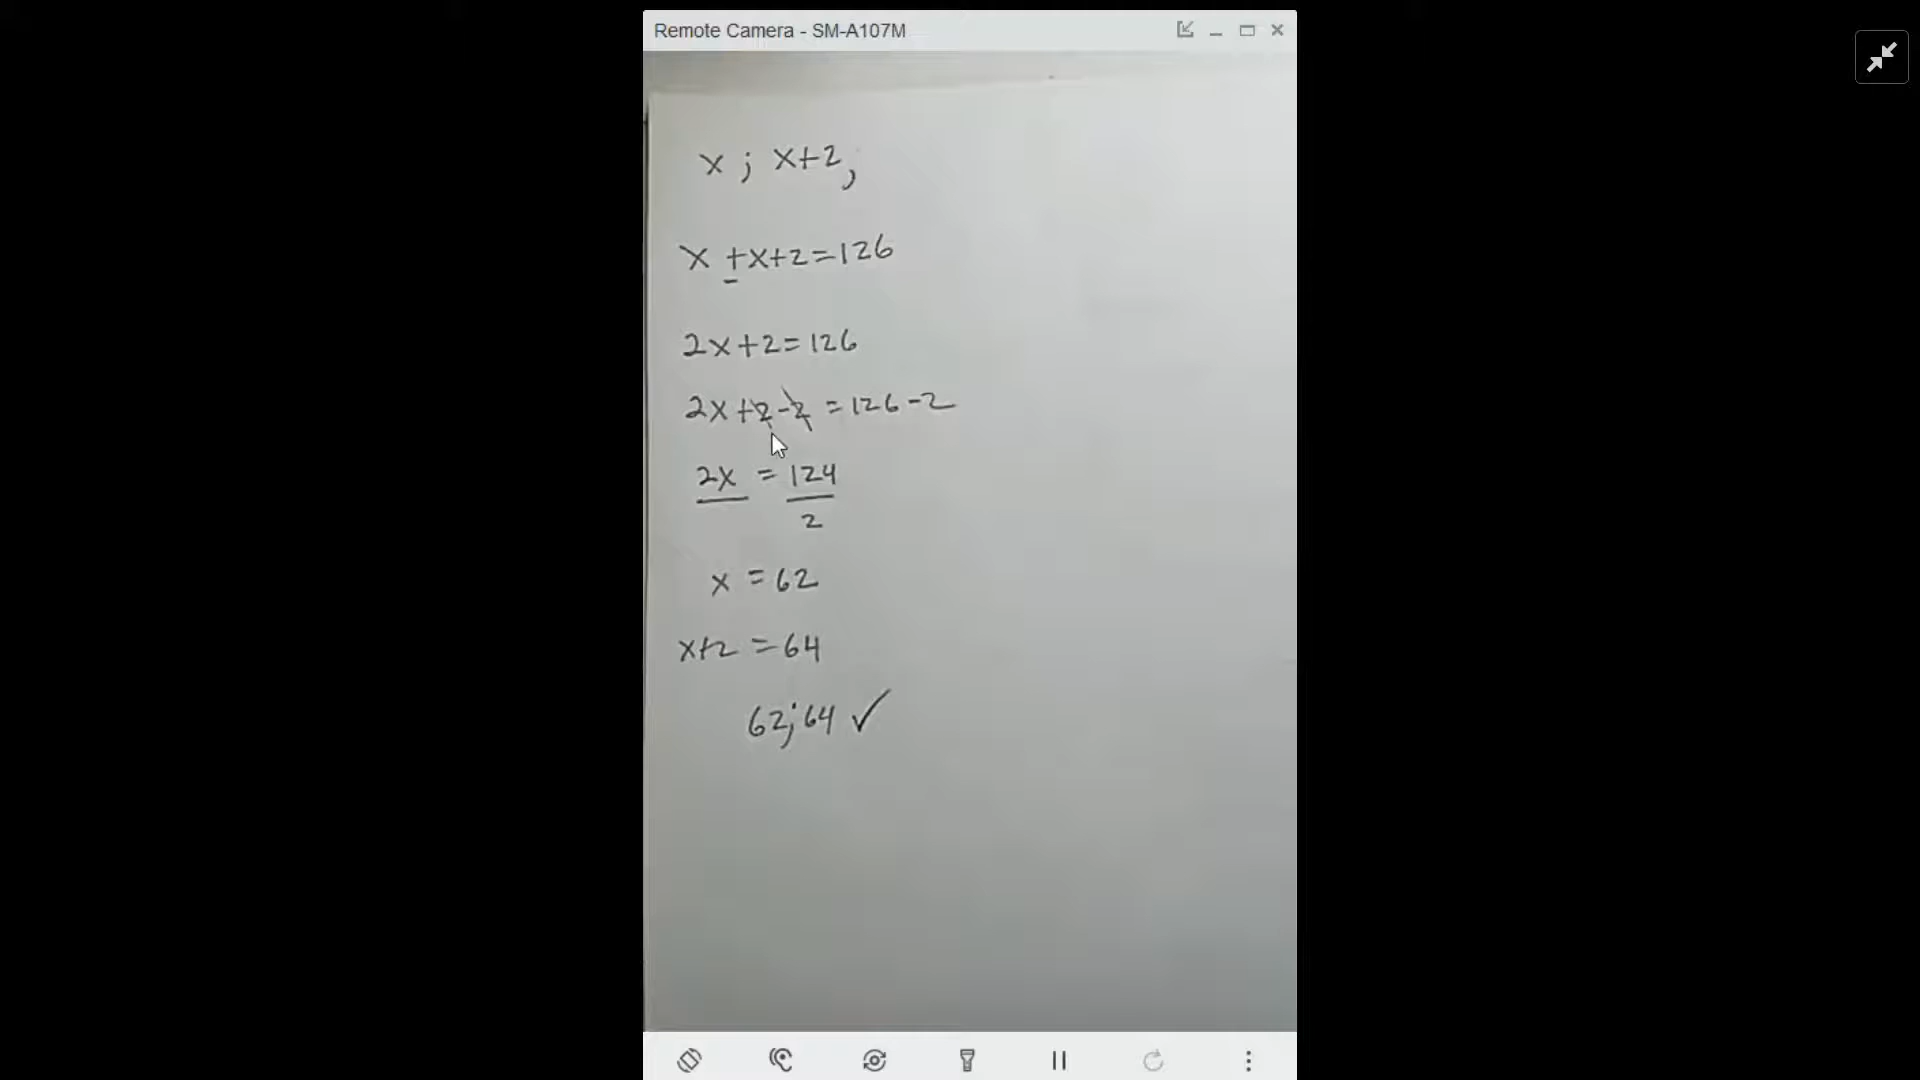 Remote Camera - SM-A107M
x ; x+2,
x +x+2=126
2x+2=126
2x+2-2 = 126-2
2x = 124
2
x = 62
x+2 = 64
62;64 ✓